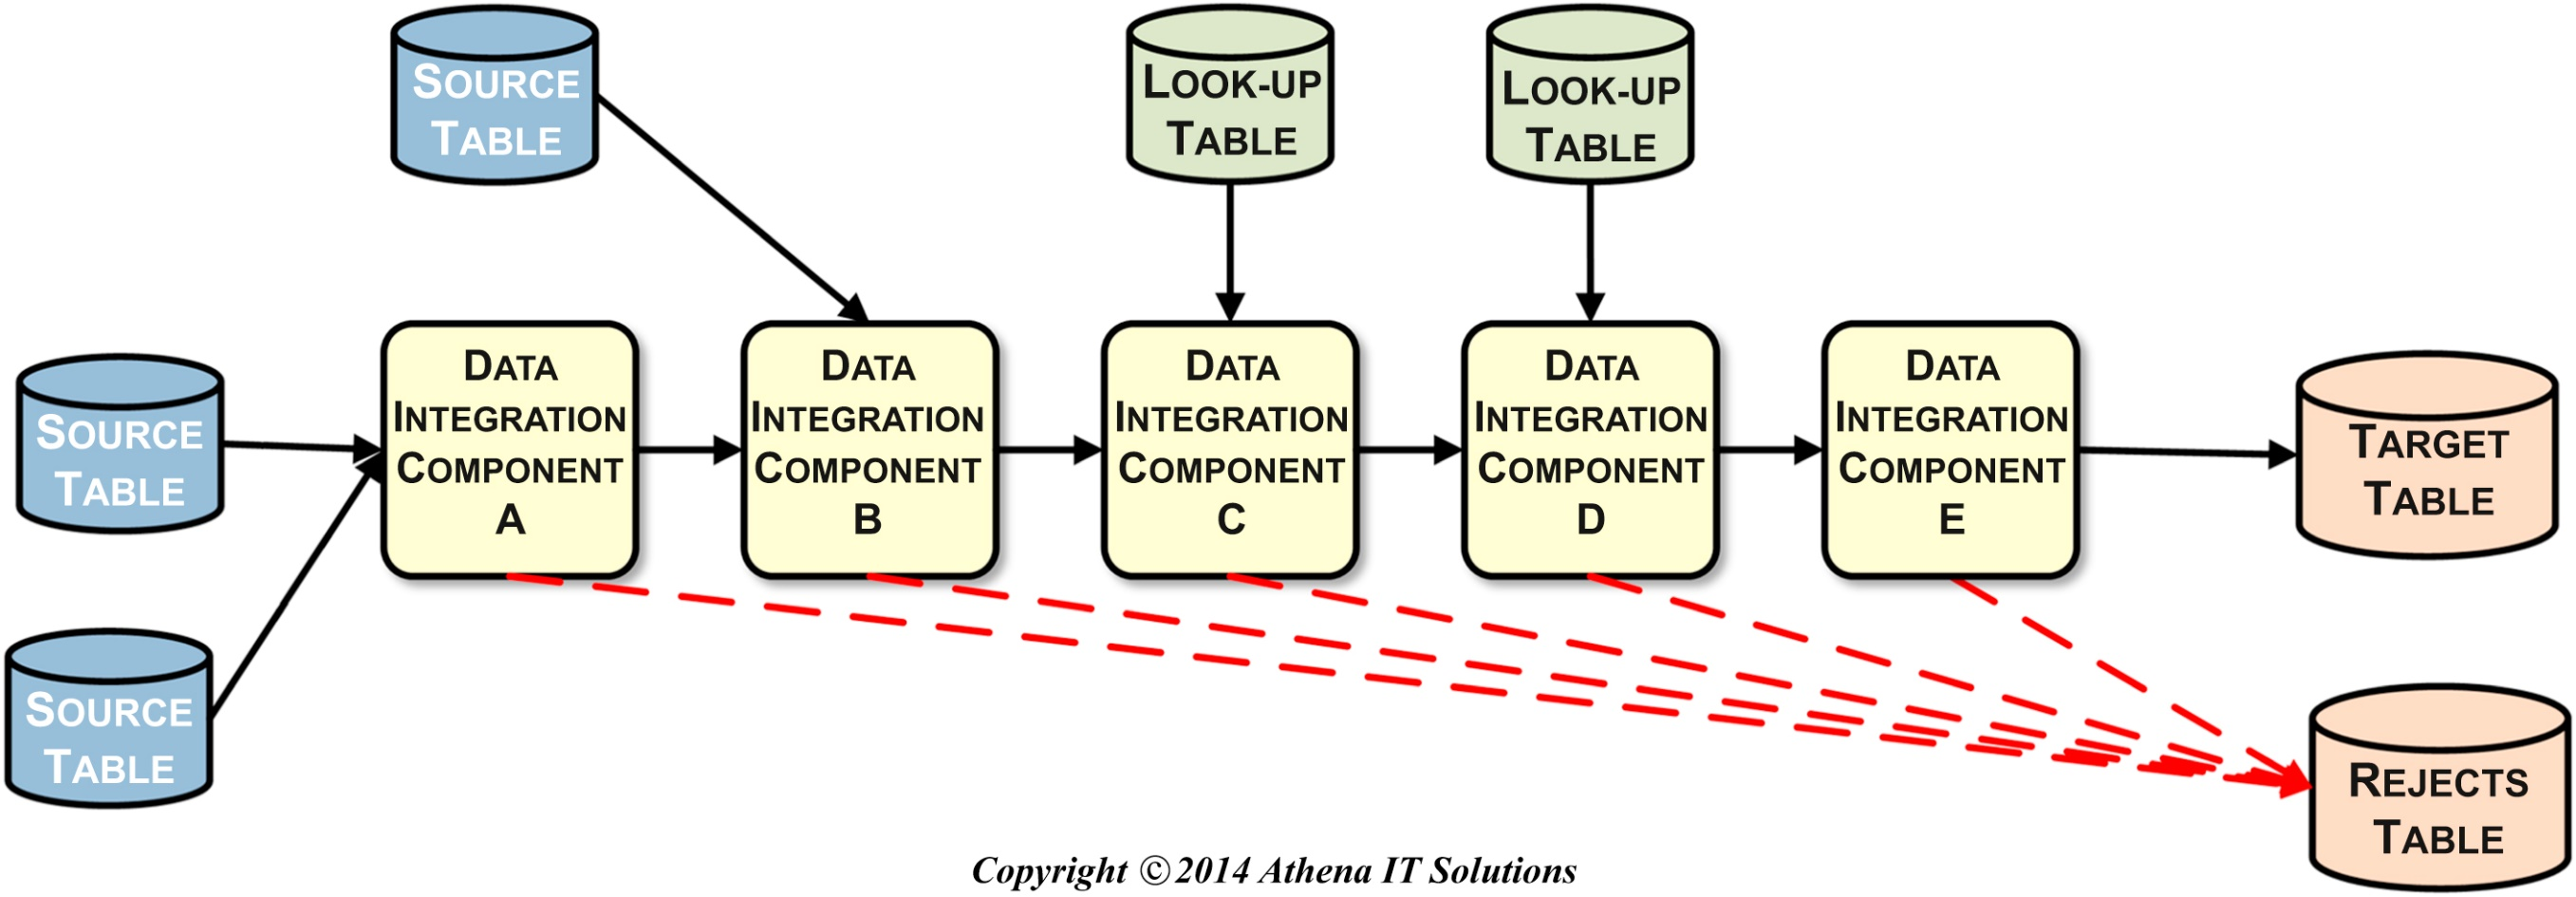 SOURCE
TABLE
LOOK-UP
TABLE
LOOK-UP
TABLE
SOURCE
TABLE
DATA
INTEGRATION
COMPONENT
A
DATA
INTEGRATION
COMPONENT
B
DATA
INTEGRATION
COMPONENT
C
DATA
INTEGRATION
COMPONENT
D
DATA
INTEGRATION
COMPONENT
E
TARGET
TABLE
SOURCE
TABLE
REJECTS
TABLE
Copyright ©2014 Athena IT Solutions